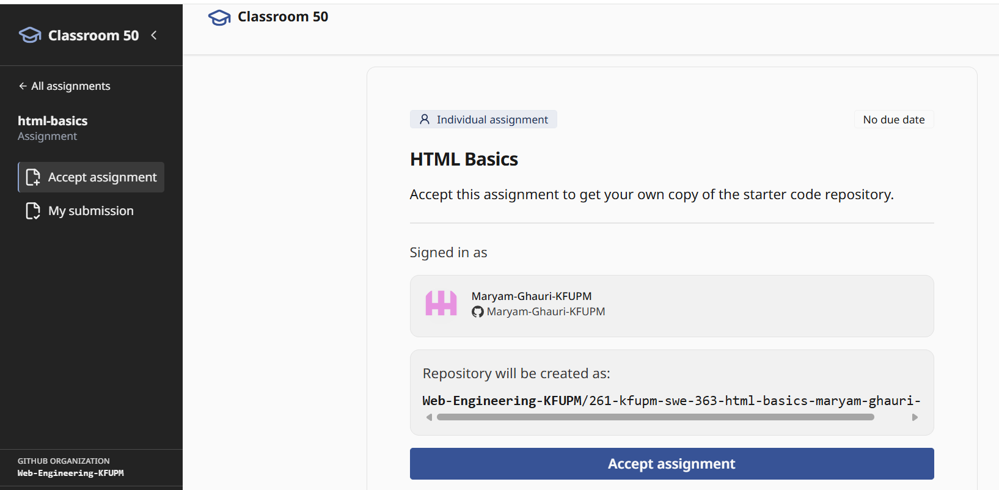 Classroom 50
← All assignments
html-basics
Assignment
Accept assignment
My submission
GITHUB ORGANIZATION
Web-Engineering-KFUPM
Classroom 50
Individual assignment
No due date
HTML Basics
Accept this assignment to get your own copy of the starter code repository.
Signed in as
Maryam-Ghauri-KFUPM
Maryam-Ghauri-KFUPM
Repository will be created as:
Web-Engineering-KFUPM/261-kfupm-swe-363-html-basics-maryam-ghauri-
Accept assignment